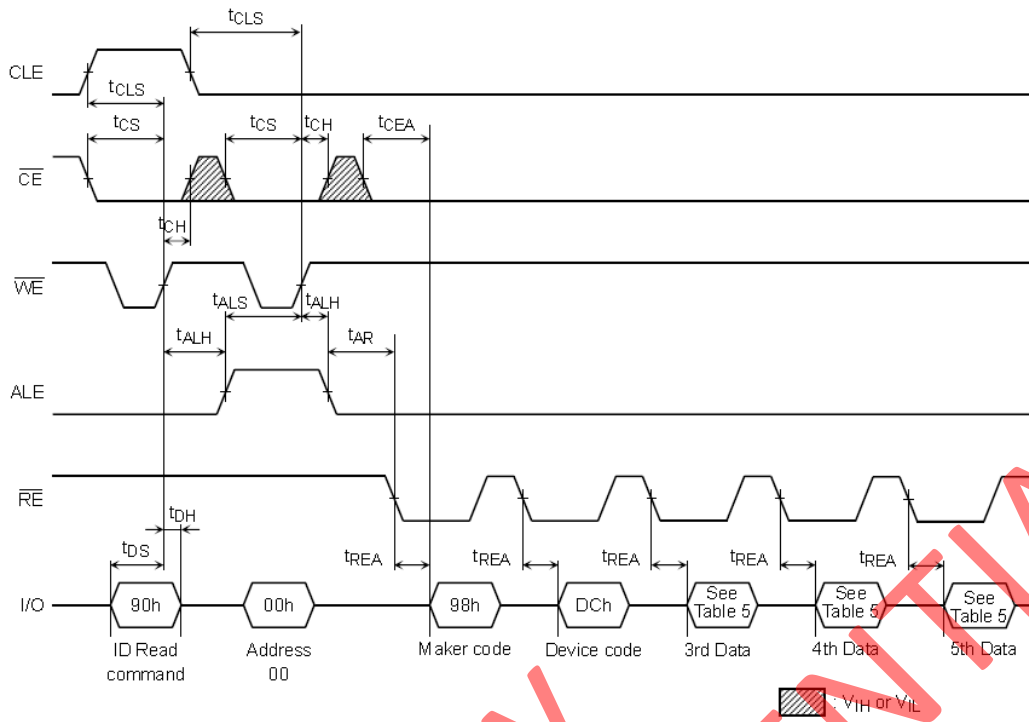 tCLS
CLE
tCLS
tCS
tCS
tCH
tCEA
CE
tCH
WE
tALS
tALH
tALH
tAR
ALE
RE
tDH
tDS
tREA
tREA
tREA
tREA
tREA
I/O
90h
00h
98h
DCh
See
Table 5
See
Table 5
See
Table 5
ID Read
command
Address
00
Maker code
Device code
3rd Data
4th Data
5th Data
: VIH or VIL
NTIA